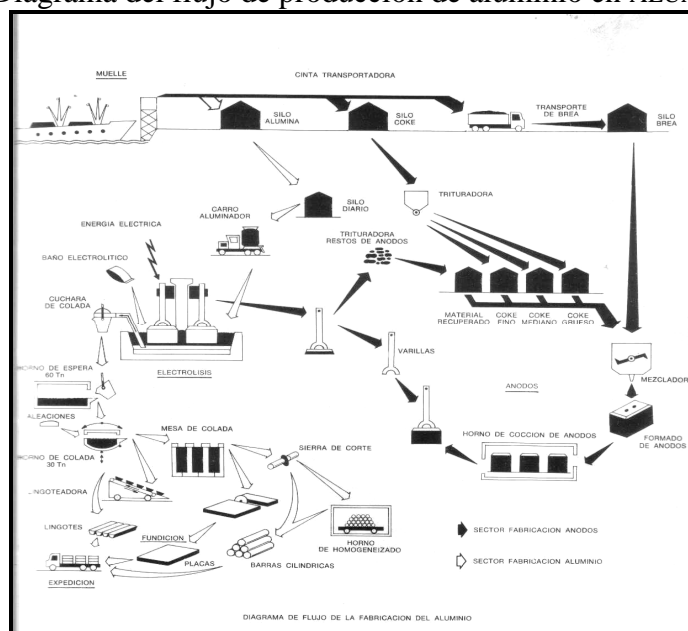 Diagrama del flujo de producción de aluminio en
MUELLE
CINTA TRANSPORTADORA
SILO
ALUMINA
SILO
COKE
TRANSPORTE
DE BREA
SILO
BREA
TRITURADORA
CARRO
ALUMINADOR
SILO
DIARIO
ENERGIA ELECTRICA
TRITURADORA
RESTOS DE ANODOS
BAÑO ELECTROLITICO
CUCHARA
DE COLADA
MATERIAL
RECUPERADO
COKE
FINO
COKE
MEDIANO
COKE
GRUESO
ELECTROLISIS
VARILLAS
HORNO DE ESPERA
60 Tn
MEZCLADOR
ANODOS
ALEACIONES
MESA DE COLADA
HORNO DE COCCION DE ANODOS
FORMADO
DE ANODOS
SIERRA DE CORTE
HORNO DE COLADA
30 Tn
LINGOTEADORA
LINGOTES
FUNDICION
HORNO
DE HOMOGENEIZADO
PLACAS
BARRAS CILINDRICAS
EXPEDICION
SECTOR FABRICACION ANODOS
SECTOR FABRICACION ALUMINIO
DIAGRAMA DE FLUJO DE LA FABRICACION DEL ALUMINIO